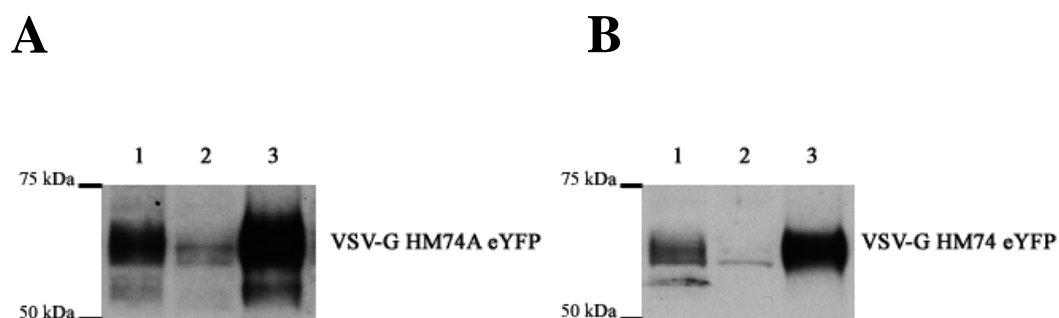 A
B
1 2 3
75 kDa
VSV-G HM74A eYFP
50 kDa
1 2 3
75 kDa
VSV-G HM74 eYFP
50 kDa